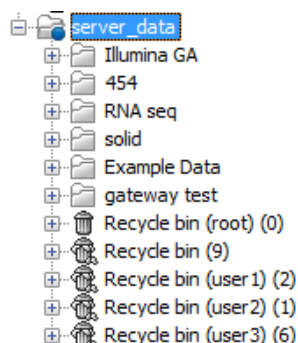 server_data
Illumina GA
454
RNA seq
solid
Example Data
gateway test
Recycle bin (root) (0)
Recycle bin (9)
Recycle bin (user1) (2)
Recycle bin (user2) (1)
Recycle bin (user3) (6)